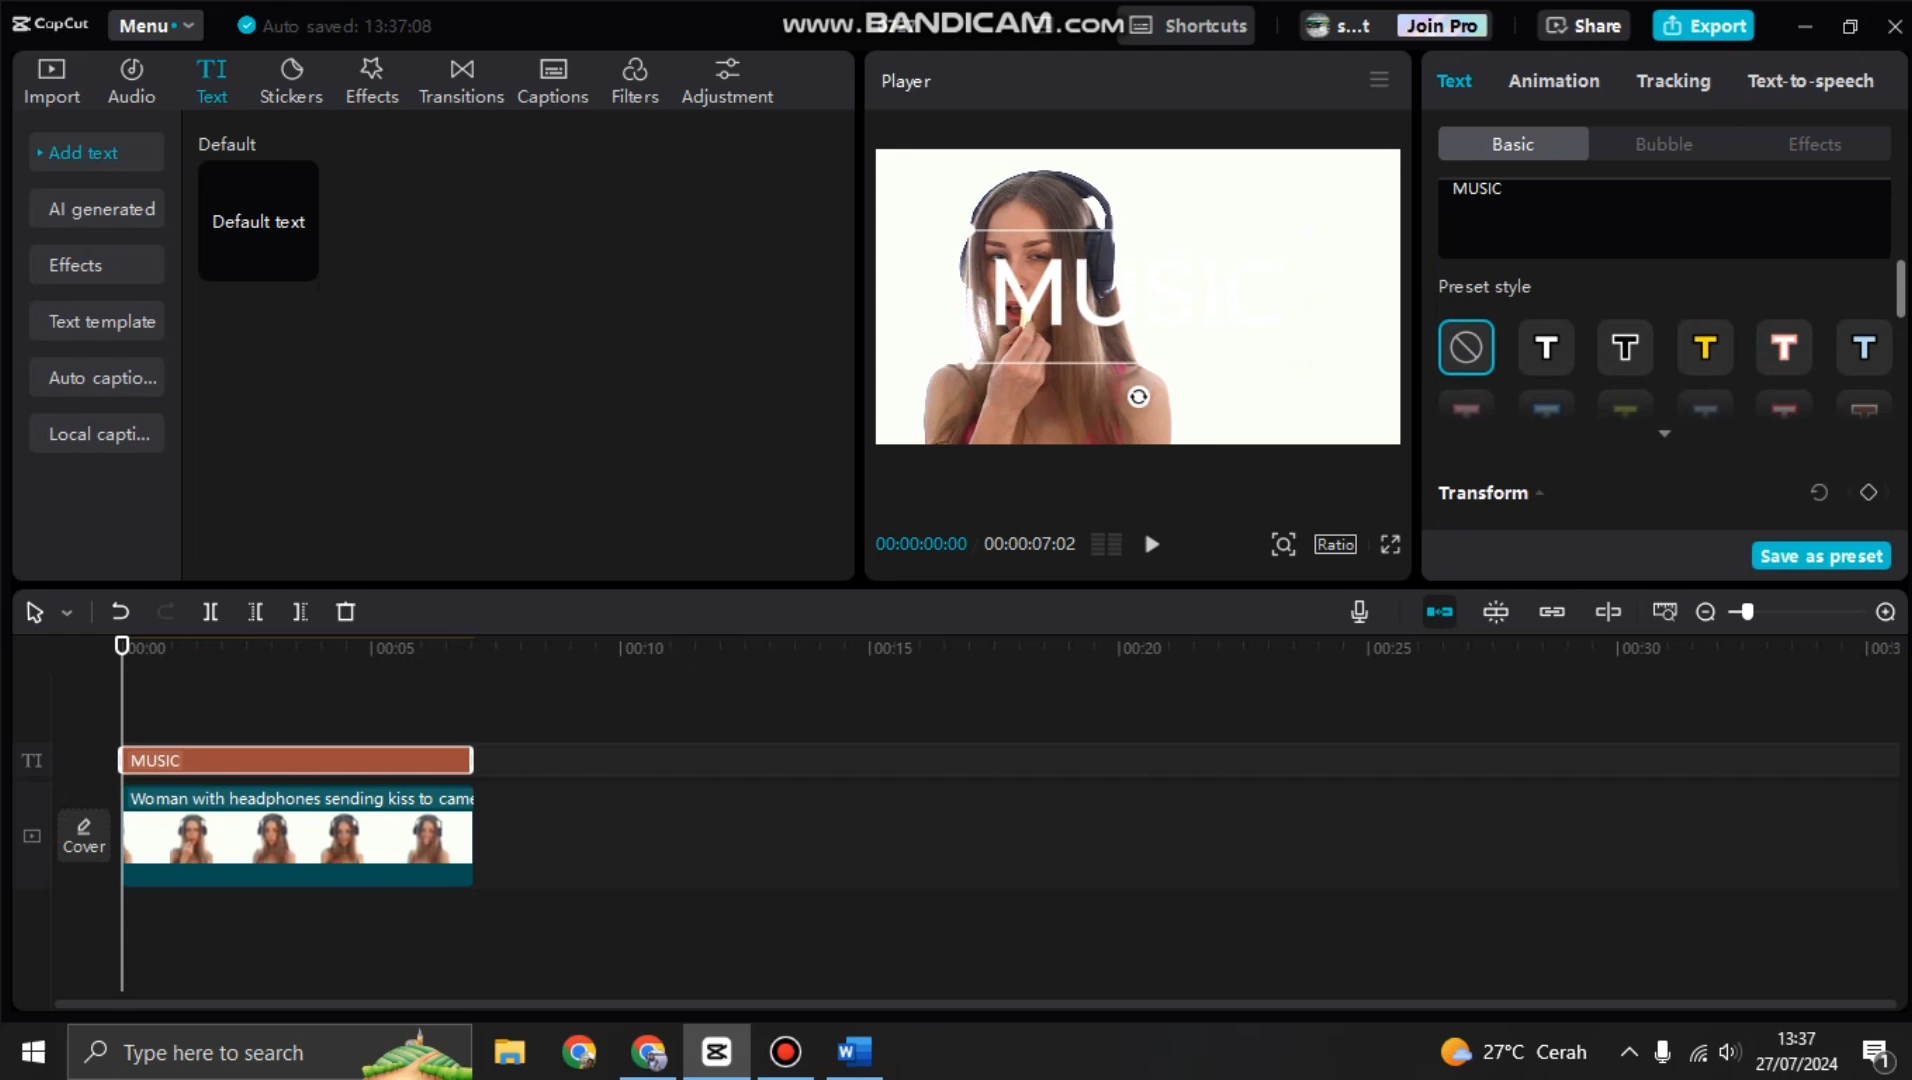 CapCut
Menu
Auto saved: 13:37:08
www.BANDICAM.com
Shortcuts
s...t
Join Pro
Share
Export
Import
Audio
TI
Text
Stickers
Effects
Transitions
Captions
Filters
Adjustment
Add text
AI generated
Effects
Text template
Auto captio...
Local capti...
Default
Default text
Player
MUSIC
00:00:00:00
00:00:07:02
Ratio
Text
Animation
Tracking
Text-to-speech
Basic
Bubble
Effects
MUSIC
Preset style
T T T T T
Transform
Save as preset
00:00
00:05
00:10
00:15
00:20
00:25
00:30
00:3
TI
MUSIC
Cover
Woman with headphones sending kiss to came
Type here to search
27°C Cerah
13:37
27/07/2024
1